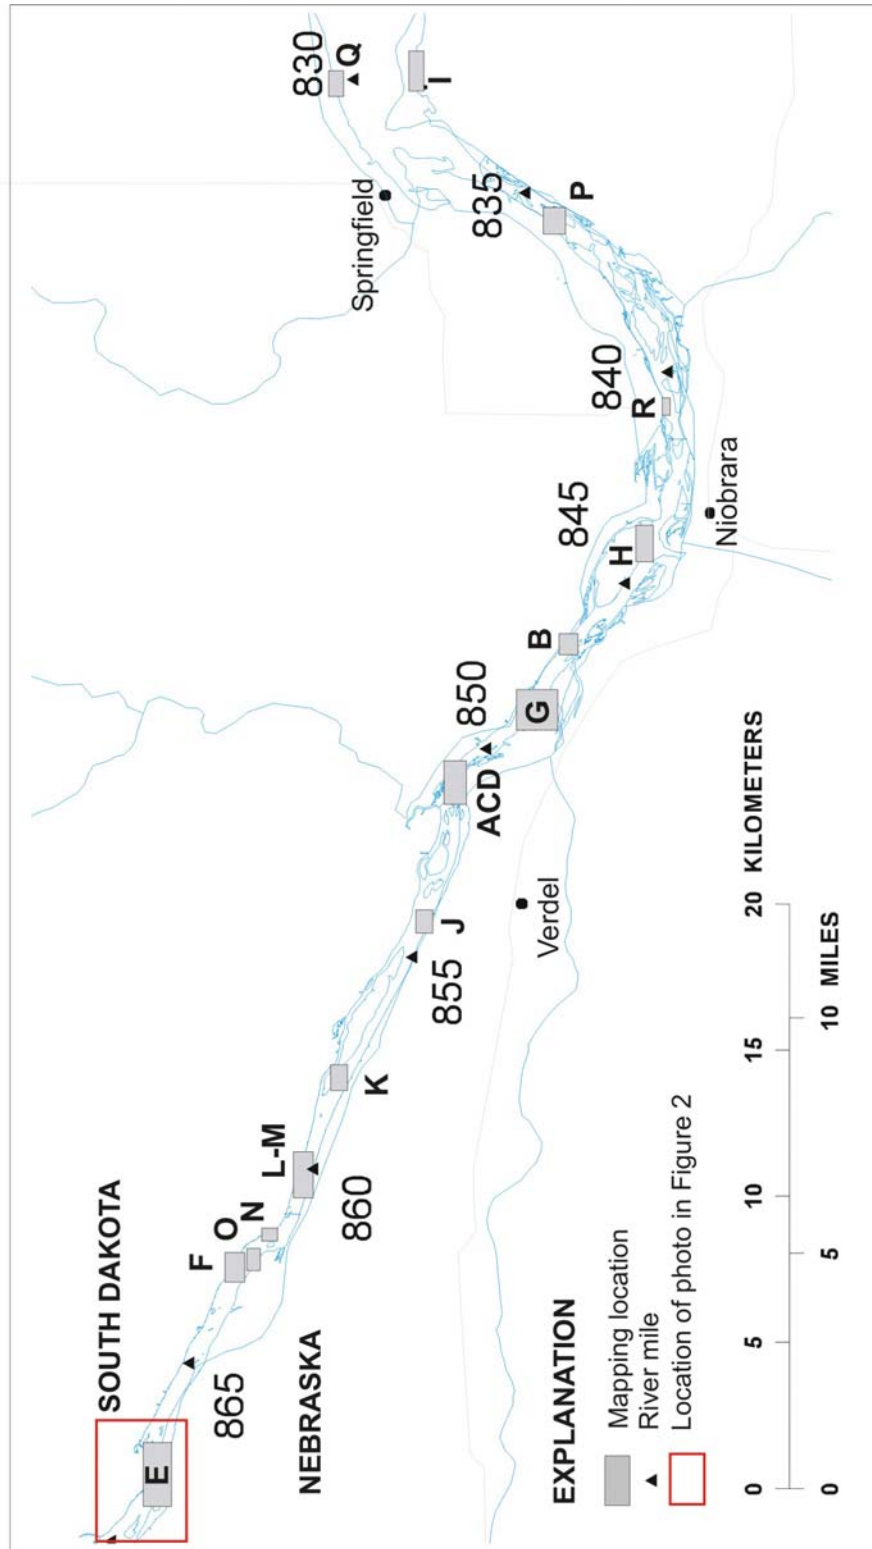 SOUTH DAKOTA
NEBRASKA
E
865
F
O
N
L-M
860
K
855
J
ACD
850
G
B
H
845
R
840
P
835
I
830
Q
Springfield
Niobrara
Verdel
EXPLANATION
Mapping location
River mile
Location of photo in Figure 2
0 5 10 15 20 KILOMETERS
0 5 10 MILES